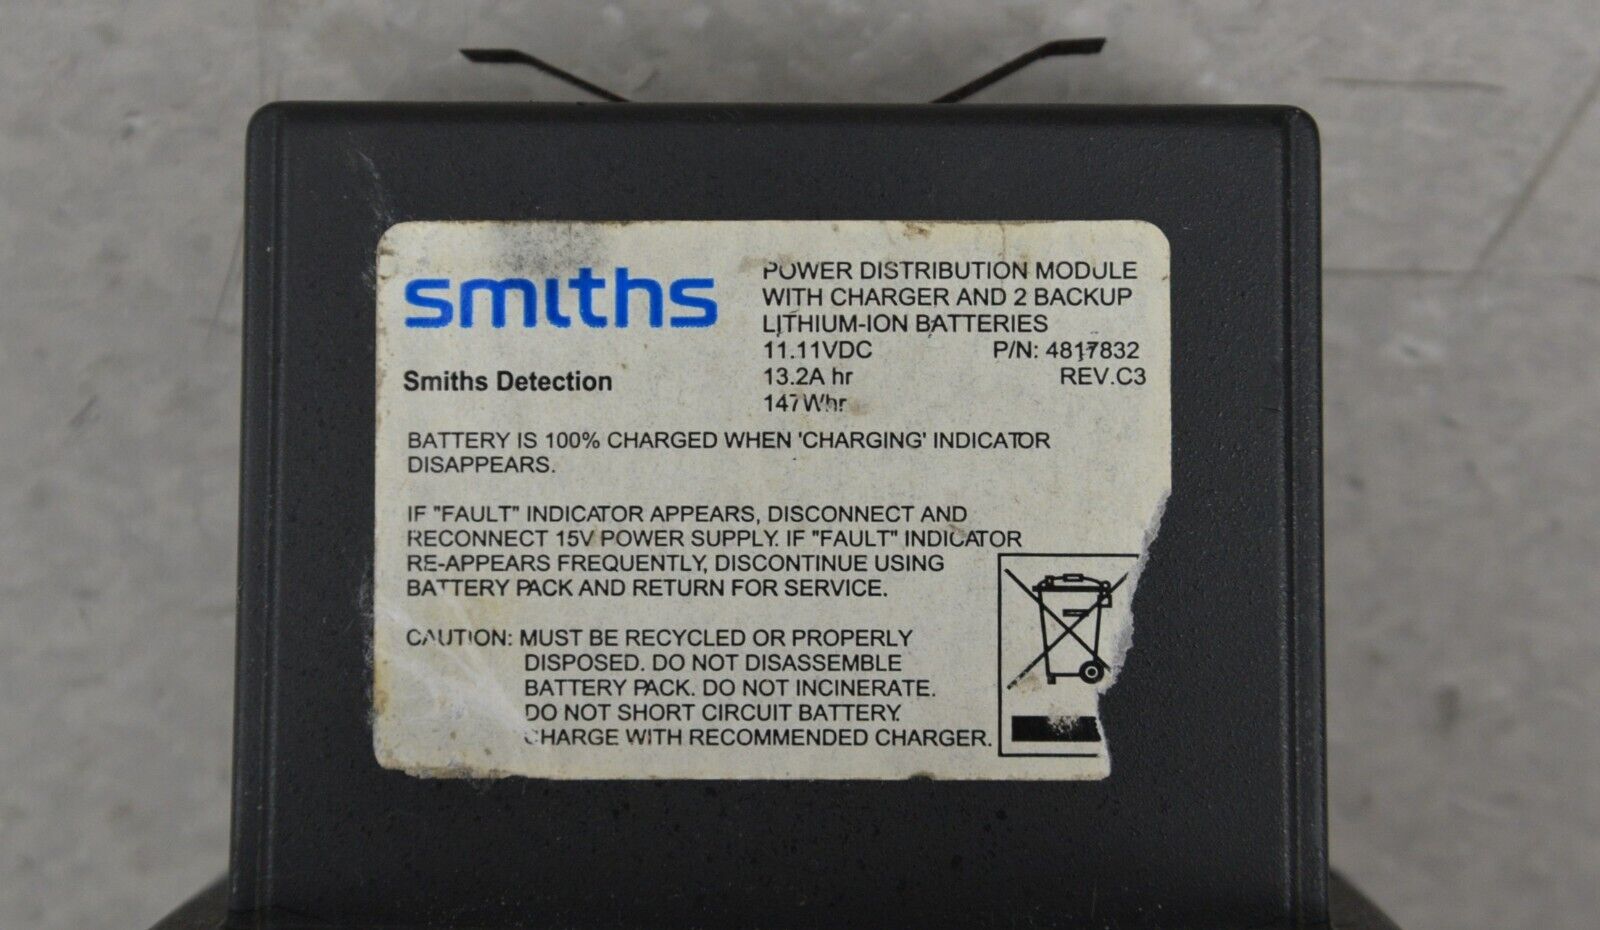 smiths
Smiths Detection
POWER DISTRIBUTION MODULE
WITH CHARGER AND 2 BACKUP
LITHIUM-ION BATTERIES
11.11VDC P/N: 4817832
13.2A hr REV.C3
147Whr
BATTERY IS 100% CHARGED WHEN 'CHARGING' INDICATOR
DISAPPEARS.
IF "FAULT" INDICATOR APPEARS, DISCONNECT AND
RECONNECT 15V POWER SUPPLY. IF "FAULT" INDICATOR
RE-APPEARS FREQUENTLY, DISCONTINUE USING
BATTERY PACK AND RETURN FOR SERVICE.
CAUTION: MUST BE RECYCLED OR PROPERLY
DISPOSED. DO NOT DISASSEMBLE
BATTERY PACK. DO NOT INCINERATE.
DO NOT SHORT CIRCUIT BATTERY.
CHARGE WITH RECOMMENDED CHARGER.